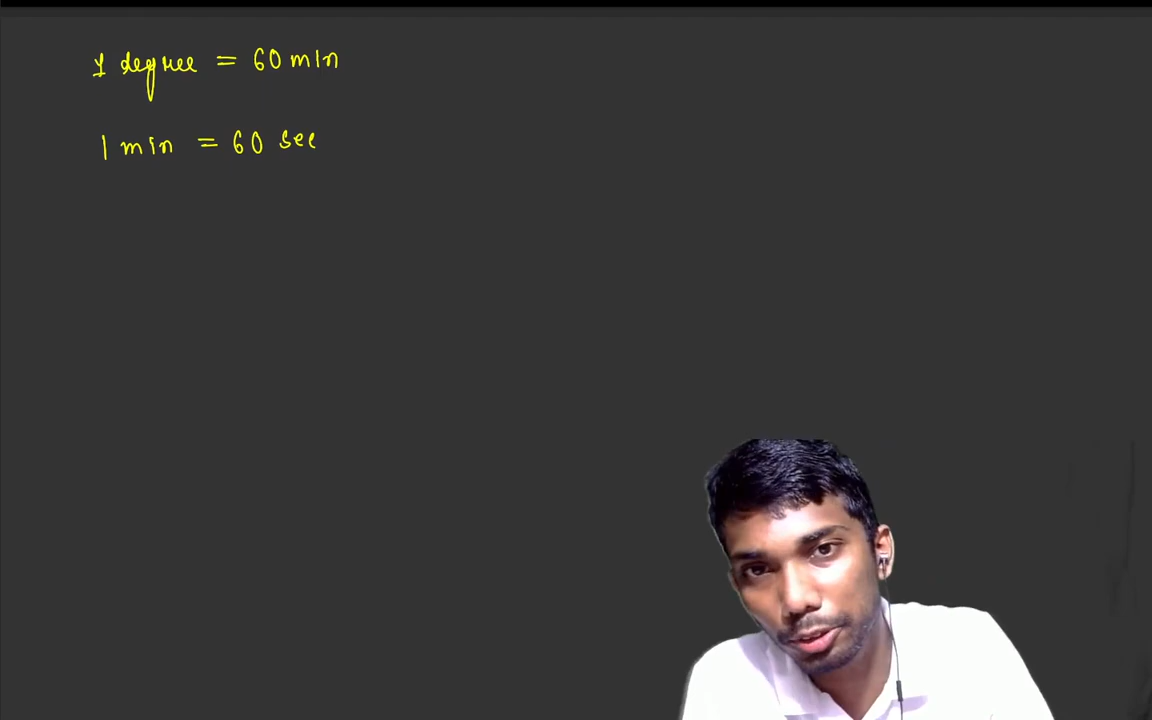 1 degree = 60 min
1 min = 60 sec